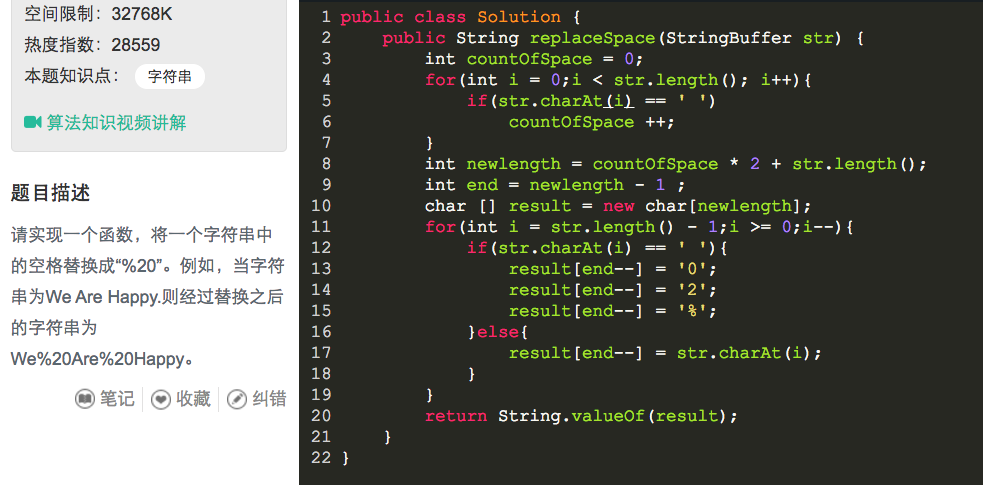 空间限制：32768K
热度指数：28559
本题知识点： 字符串
算法知识视频讲解
题目描述
请实现一个函数，将一个字符串中
的空格替换成“%20”。例如，当字符
串为We Are Happy.则经过替换之后
的字符串为
We%20Are%20Happy。
笔记 收藏 纠错
1 public class Solution {
2 public String replaceSpace(StringBuffer str) {
3 int countOfSpace = 0;
4 for(int i = 0;i < str.length(); i++){
5 if(str.charAt(i) == ' ')
6 countOfSpace ++;
7 }
8 int newlength = countOfSpace * 2 + str.length();
9 int end = newlength - 1 ;
10 char [] result = new char[newlength];
11 for(int i = str.length() - 1;i >= 0;i--){
12 if(str.charAt(i) == ' '){
13 result[end--] = '0';
14 result[end--] = '2';
15 result[end--] = '%';
16 }else{
17 result[end--] = str.charAt(i);
18 }
19 }
20 return String.valueOf(result);
21 }
22 }